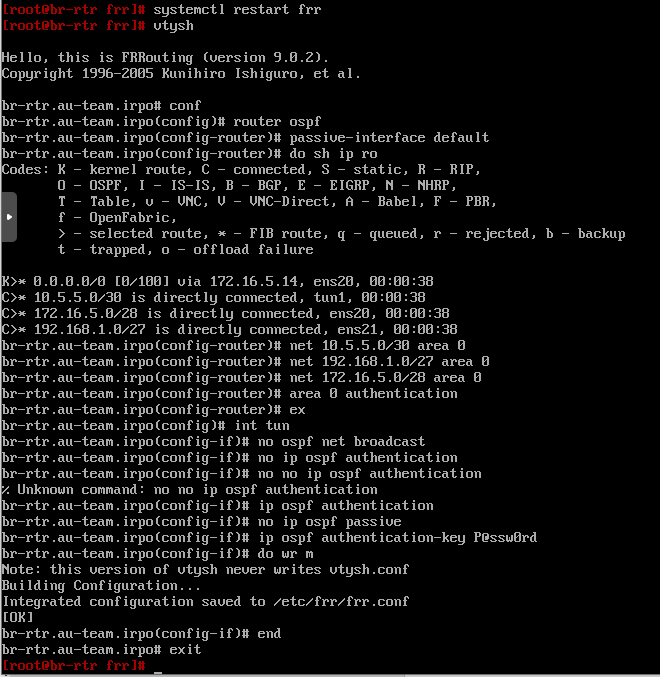 [root@br-rtr frr]# systemctl restart frr
[root@br-rtr frr]# vtysh
Hello, this is FRRouting (version 9.0.2).
Copyright 1996-2005 Kunihiro Ishiguro, et al.
br-rtr.au-team.irpo# conf
br-rtr.au-team.irpo(config)# router ospf
br-rtr.au-team.irpo(config-router)# passive-interface default
br-rtr.au-team.irpo(config-router)# do sh ip ro
Codes: K - kernel route, C - connected, S - static, R - RIP,
O - OSPF, I - IS-IS, B - BGP, E - EIGRP, N - NHRP,
T - Table, v - VNC, V - VNC-Direct, A - Babel, F - PBR,
f - OpenFabric,
> - selected route, * - FIB route, q - queued, r - rejected, b - backup
t - trapped, o - offload failure
K>* 0.0.0.0/0 [0/100] via 172.16.5.14, ens20, 00:00:38
C>* 10.5.5.0/30 is directly connected, tun1, 00:00:38
C>* 172.16.5.0/28 is directly connected, ens20, 00:00:38
C>* 192.168.1.0/27 is directly connected, ens21, 00:00:38
br-rtr.au-team.irpo(config-router)# net 10.5.5.0/30 area 0
br-rtr.au-team.irpo(config-router)# net 192.168.1.0/27 area 0
br-rtr.au-team.irpo(config-router)# net 172.16.5.0/28 area 0
br-rtr.au-team.irpo(config-router)# area 0 authentication
br-rtr.au-team.irpo(config-router)# ex
br-rtr.au-team.irpo(config)# int tun
br-rtr.au-team.irpo(config-if)# no ospf net broadcast
br-rtr.au-team.irpo(config-if)# no ip ospf authentication
br-rtr.au-team.irpo(config-if)# no no ip ospf authentication
% Unknown command: no no ip ospf authentication
br-rtr.au-team.irpo(config-if)# ip ospf authentication
br-rtr.au-team.irpo(config-if)# no ip ospf passive
br-rtr.au-team.irpo(config-if)# ip ospf authentication-key P@ssw0rd
br-rtr.au-team.irpo(config-if)# do wr m
Note: this version of vtysh never writes vtysh.conf
Building Configuration...
Integrated configuration saved to /etc/frr/frr.conf
[OK]
br-rtr.au-team.irpo(config-if)# end
br-rtr.au-team.irpo# exit
[root@br-rtr frr]#